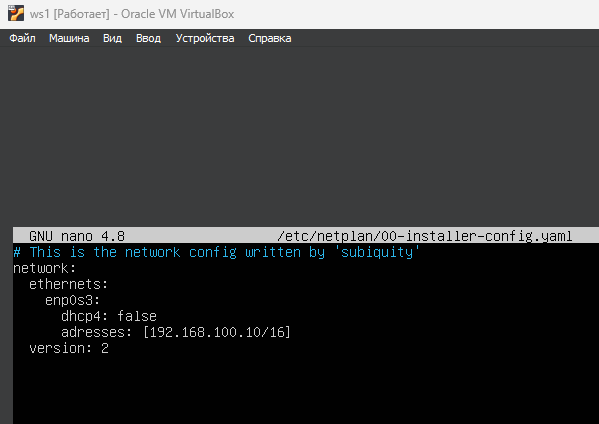 ws1 [Работает] - Oracle VM VirtualBox
Файл Машина Вид Ввод Устройства Справка
GNU nano 4.8 /etc/netplan/00-installer-config.yaml
# This is the network config written by 'subiquity'
network:
  ethernets:
    enp0s3:
      dhcp4: false
      adresses: [192.168.100.10/16]
  version: 2